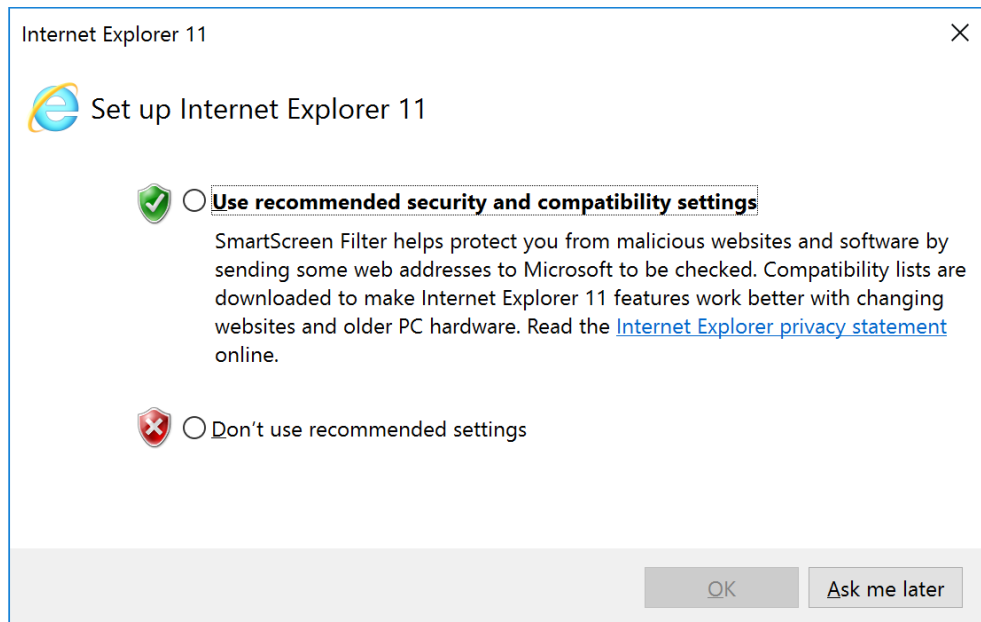 Internet Explorer 11
Set up Internet Explorer 11
Use recommended security and compatibility settings
SmartScreen Filter helps protect you from malicious websites and software by
sending some web addresses to Microsoft to be checked. Compatibility lists are
downloaded to make Internet Explorer 11 features work better with changing
websites and older PC hardware. Read the Internet Explorer privacy statement
online.
Don’t use recommended settings
OK
Ask me later